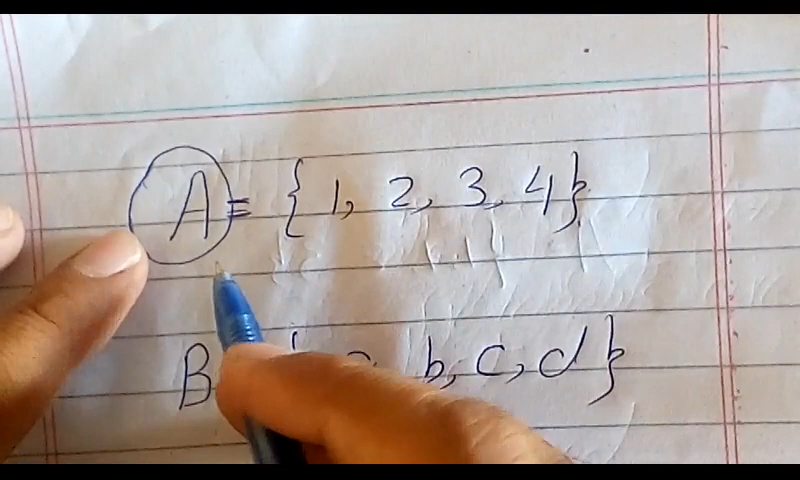 A = {1, 2, 3, 4}
B { a, b, c, d}